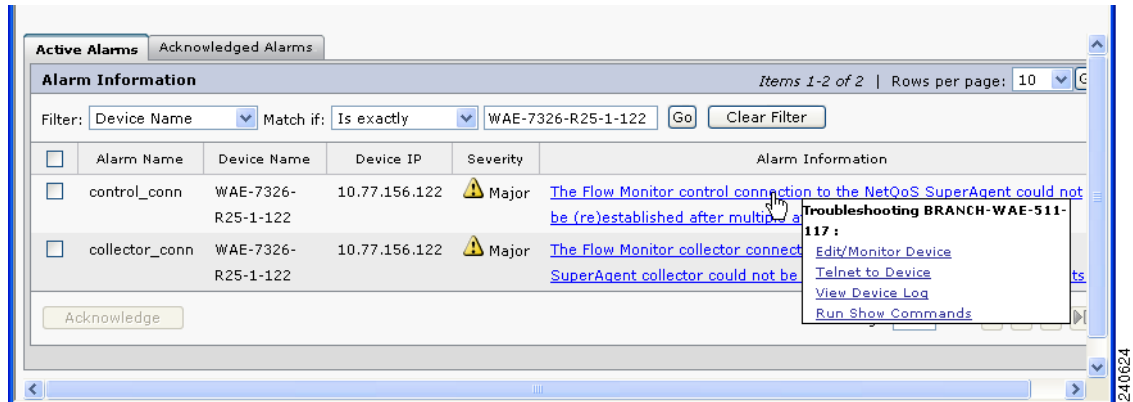 Active Alarms Acknowledged Alarms
Alarm Information Items 1-2 of 2 | Rows per page: 10
Filter: Device Name Match if: Is exactly WAE-7326-R25-1-122 Go Clear Filter
Alarm Name Device Name Device IP Severity Alarm Information
control_conn WAE-7326- 10.77.156.122 Major The Flow Monitor control connection to the NetQoS SuperAgent could not
R25-1-122 be (re)established after multiple
Troubleshooting BRANCH-WAE-511-
117 :
collector_conn WAE-7326- 10.77.156.122 Major The Flow Monitor collector
R25-1-122 SuperAgent collector could not be
Edit/Monitor Device
Telnet to Device
View Device Log
Run Show Commands
Acknowledge
240624